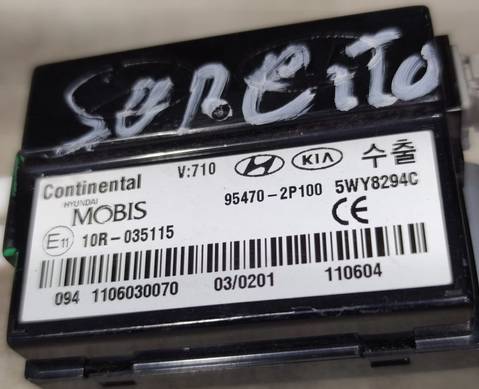 SORENTO
Continental V:710 KIA 수출
HYUNDAI 95470-2P100 5WY8294C
MOBIS CE
E11 10R-035115
094 1106030070 03/0201 110604